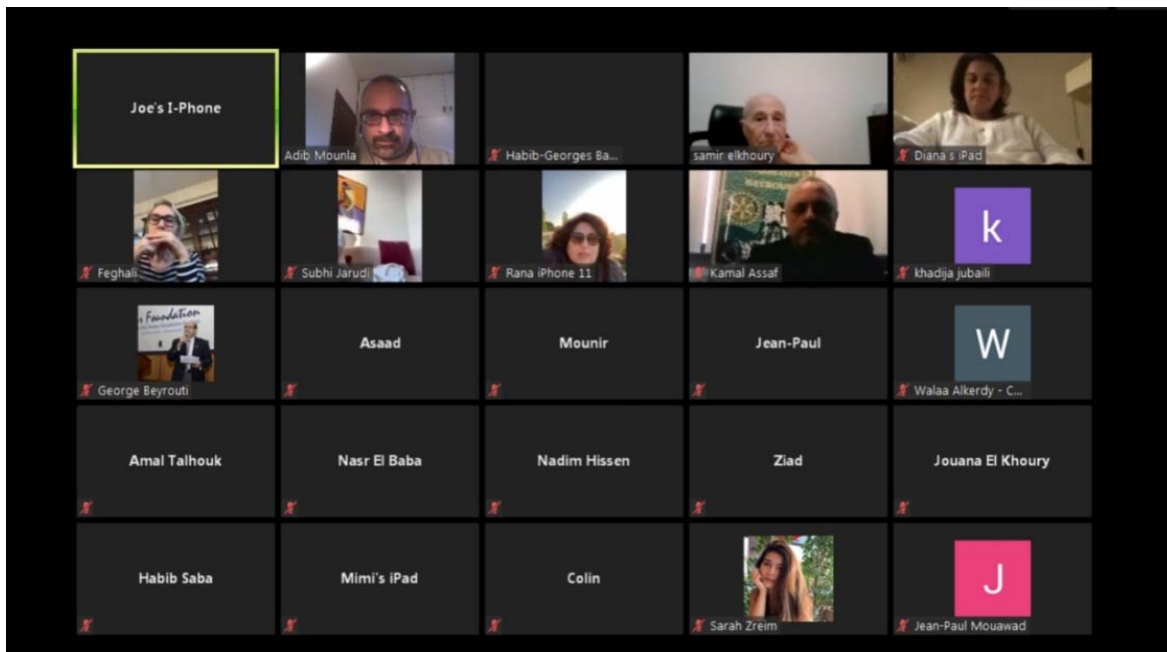 Joe's I-Phone
Adib Mounla
Habib-Georges Ba...
samir elkhoury
Diana's iPad
Feghali
Subhi Jarudi
Rana iPhone 11
Kamal Assaf
k
khadija jubaili
Foundation
George Beyrouti
Asaad
Mounir
Jean-Paul
W
Walaa Alkerdy - C...
Amal Talhouk
Nasr El Baba
Nadim Hissen
Ziad
Jouana El Khoury
Habib Saba
Mimi's iPad
Colin
Sarah Zreim
J
Jean-Paul Mouawad